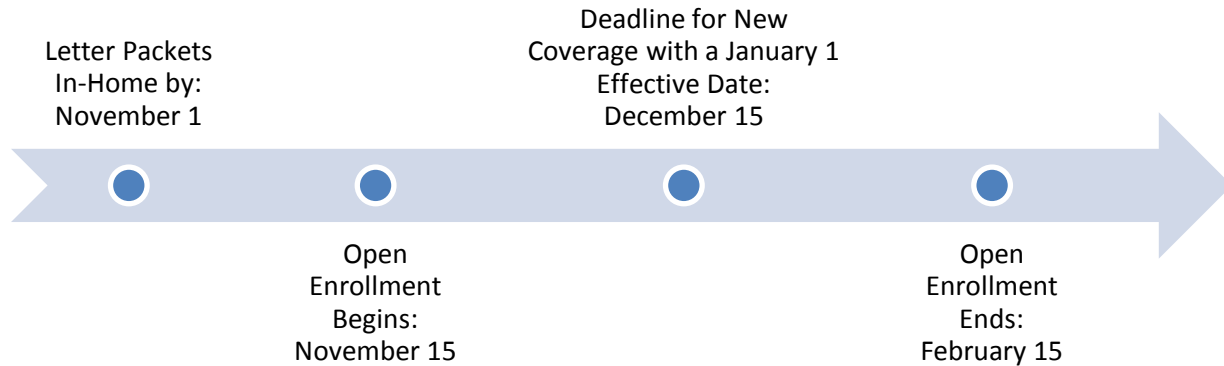 Letter Packets
In-Home by:
November 1
Open
Enrollment
Begins:
November 15
Deadline for New
Coverage with a January 1
Effective Date:
December 15
Open
Enrollment
Ends:
February 15